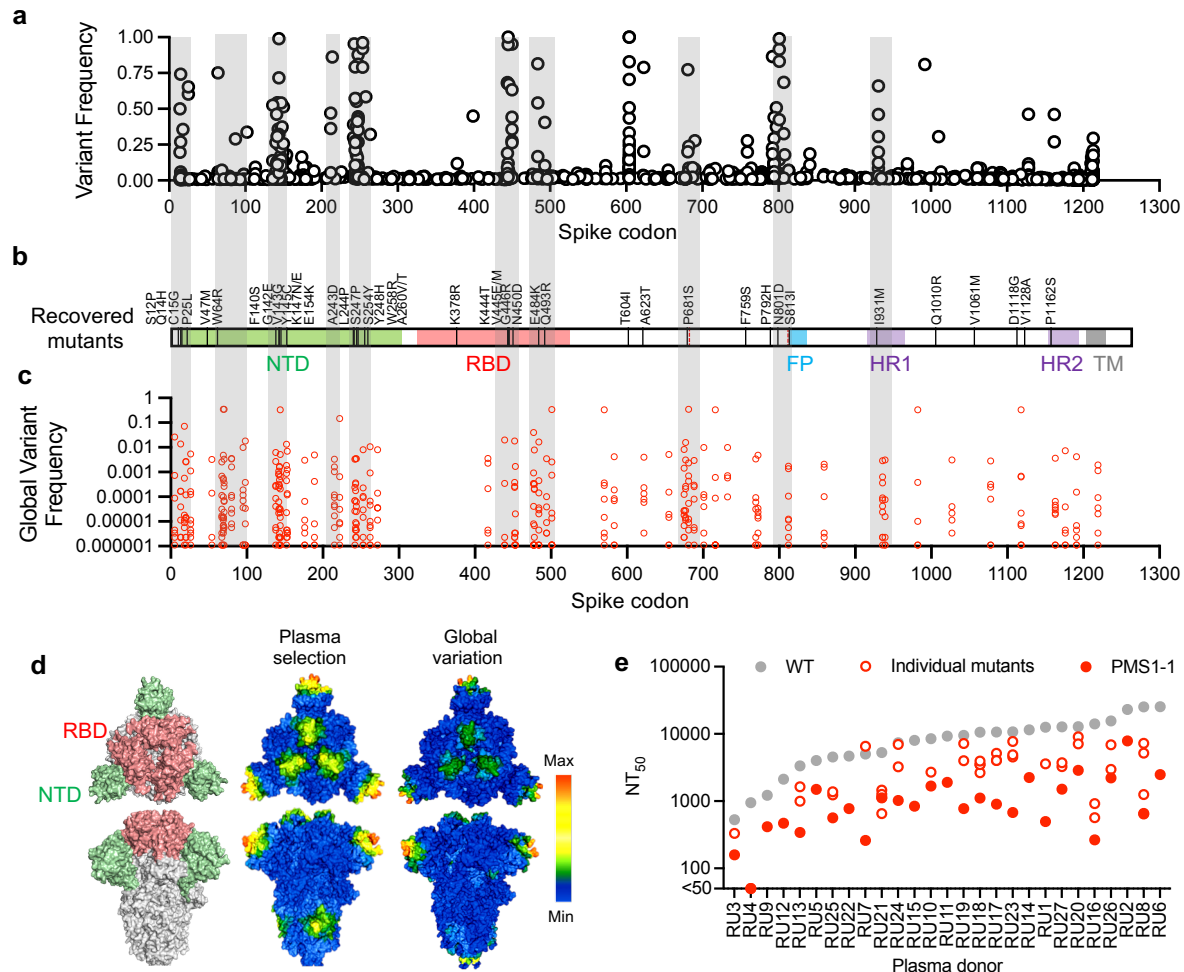 a
Variant Frequency
1.00
0.75
0.50
0.25
0.00
0 100 200 300 400 500 600 700 800 900 1000 1100 1200 1300
Spike codon
b
Recovered
mutants
S12P
Q14H
C15G
P25L
V47M
W64R
F140S
G142E
Y145C
K147N/E
E154K
A243D
L244P
S247P
S254Y
Y248H
W258R
A260V/T
K378R
K444T
V445E/M
G446R
N450D
E484K
Q493R
T604I
A623T
P681S
F759S
P792H
N801D
S813I
I931M
Q1010R
V1061M
D1118G
V1128A
P1162S
NTD RBD FP HR1 HR2 TM
c
Global Variant
Frequency
1
0.1
0.01
0.001
0.0001
0.00001
0.000001
0 100 200 300 400 500 600 700 800 900 1000 1100 1200 1300
Spike codon
d
Plasma
selection
Global
variation
RBD
NTD
Max
Min
e
WT Individual mutants PMS1-1
NT50
100000
10000
1000
100
<50
RU3
RU4
RU9
RU12
RU13
RU5
RU25
RU22
RU7
RU21
RU24
RU15
RU10
RU11
RU19
RU18
RU17
RU23
RU14
RU1
RU27
RU20
RU16
RU26
RU2
RU8
RU6
Plasma donor